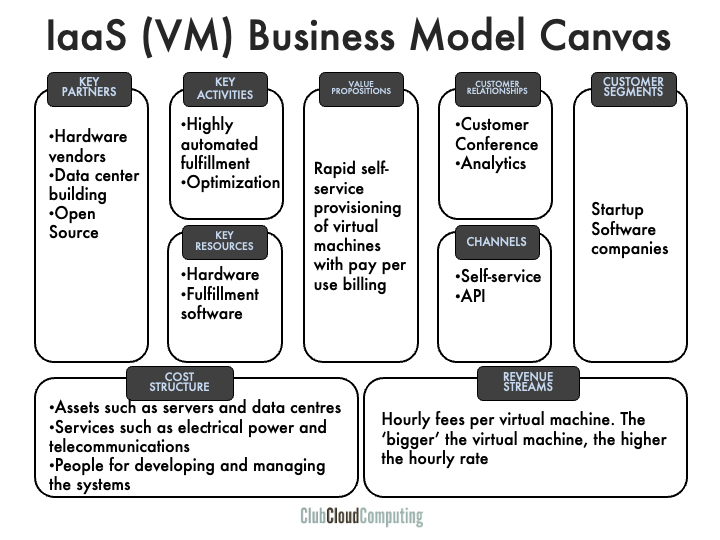 IaaS (VM) Business Model Canvas
KEY
PARTNERS
•Hardware
vendors
•Data center
building
•Open
Source
KEY
ACTIVITIES
•Highly
automated
fulfillment
•Optimization
KEY
RESOURCES
•Hardware
•Fulfillment
software
VALUE
PROPOSITIONS
Rapid self-
service
provisioning
of virtual
machines
with pay per
use billing
CUSTOMER
RELATIONSHIPS
•Customer
Conference
•Analytics
CHANNELS
•Self-service
•API
CUSTOMER
SEGMENTS
Startup
Software
companies
COST
STRUCTURE
•Assets such as servers and data centres
•Services such as electrical power and
telecommunications
•People for developing and managing
the systems
REVENUE
STREAMS
Hourly fees per virtual machine. The
‘bigger’ the virtual machine, the higher
the hourly rate
ClubCloudComputing